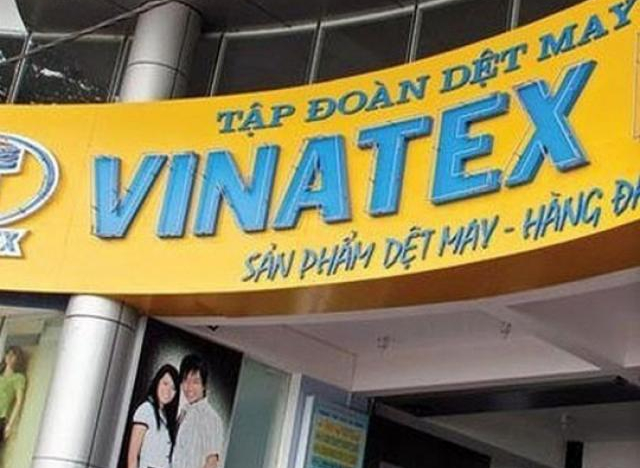 TẬP ĐOÀN DỆT MAY
VINATEX
SẢN PHẨM DỆT MAY - HÀNG